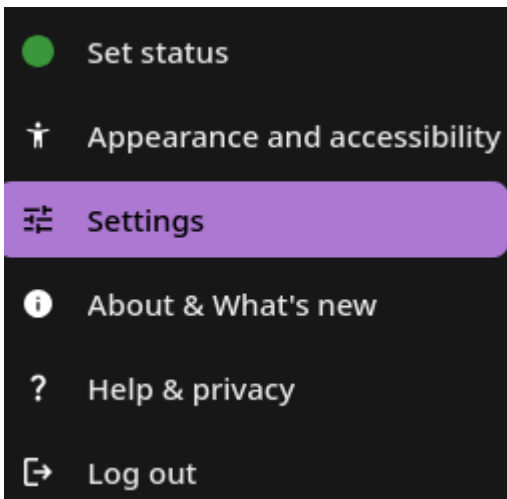 Set status
Appearance and accessibility
Settings
About & What's new
? Help & privacy
Log out